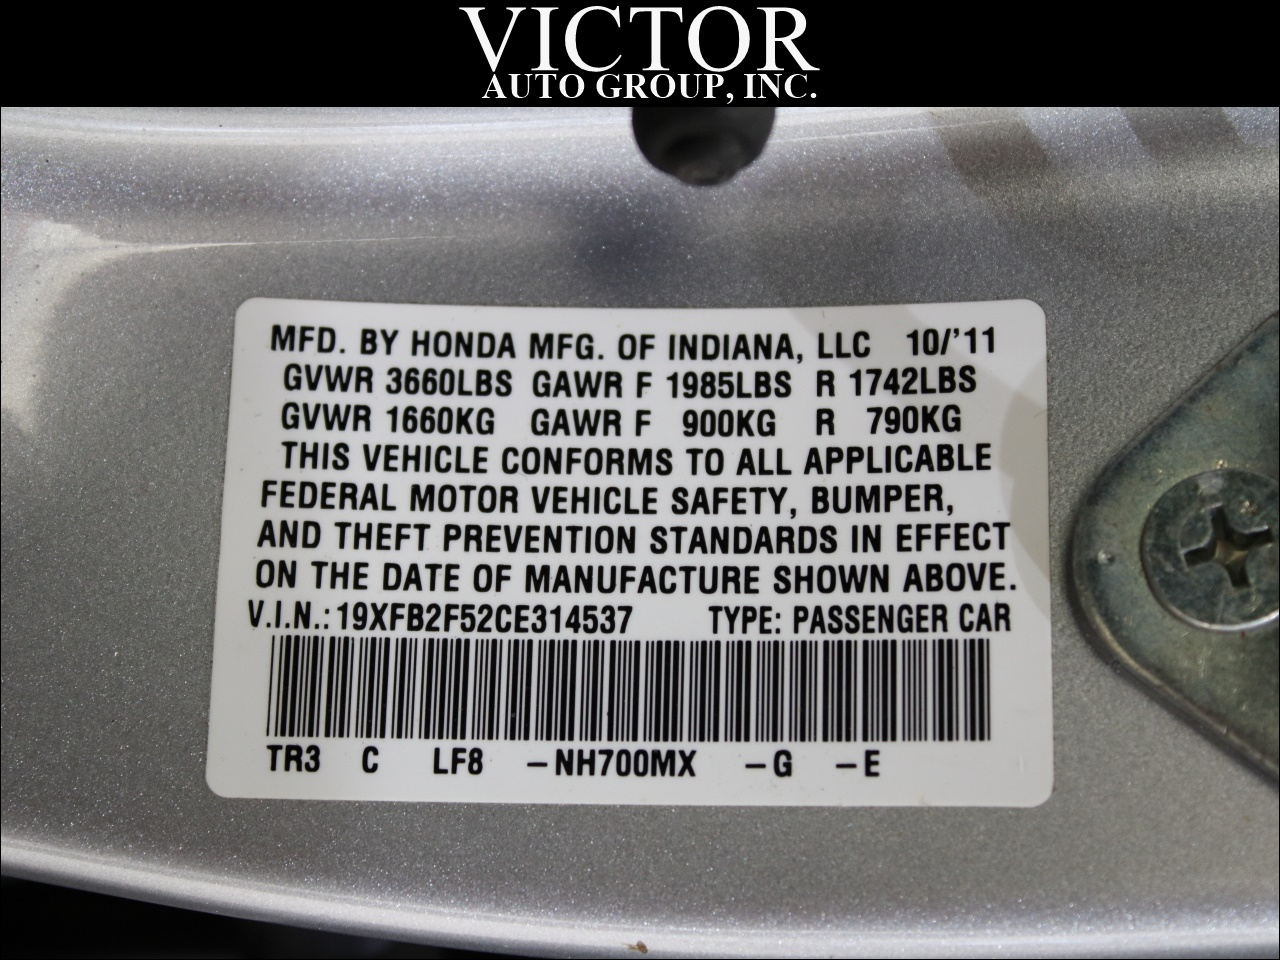 VICTOR
AUTO GROUP, INC.
MFD. BY HONDA MFG. OF INDIANA, LLC 10/'11
GVWR 3660LBS GAWR F 1985LBS R 1742LBS
GVWR 1660KG GAWR F 900KG R 790KG
THIS VEHICLE CONFORMS TO ALL APPLICABLE
FEDERAL MOTOR VEHICLE SAFETY, BUMPER,
AND THEFT PREVENTION STANDARDS IN EFFECT
ON THE DATE OF MANUFACTURE SHOWN ABOVE.
V.I.N.: 19XFB2F52CE314537 TYPE: PASSENGER CAR
TR3 C LF8 -NH700MX -G -E